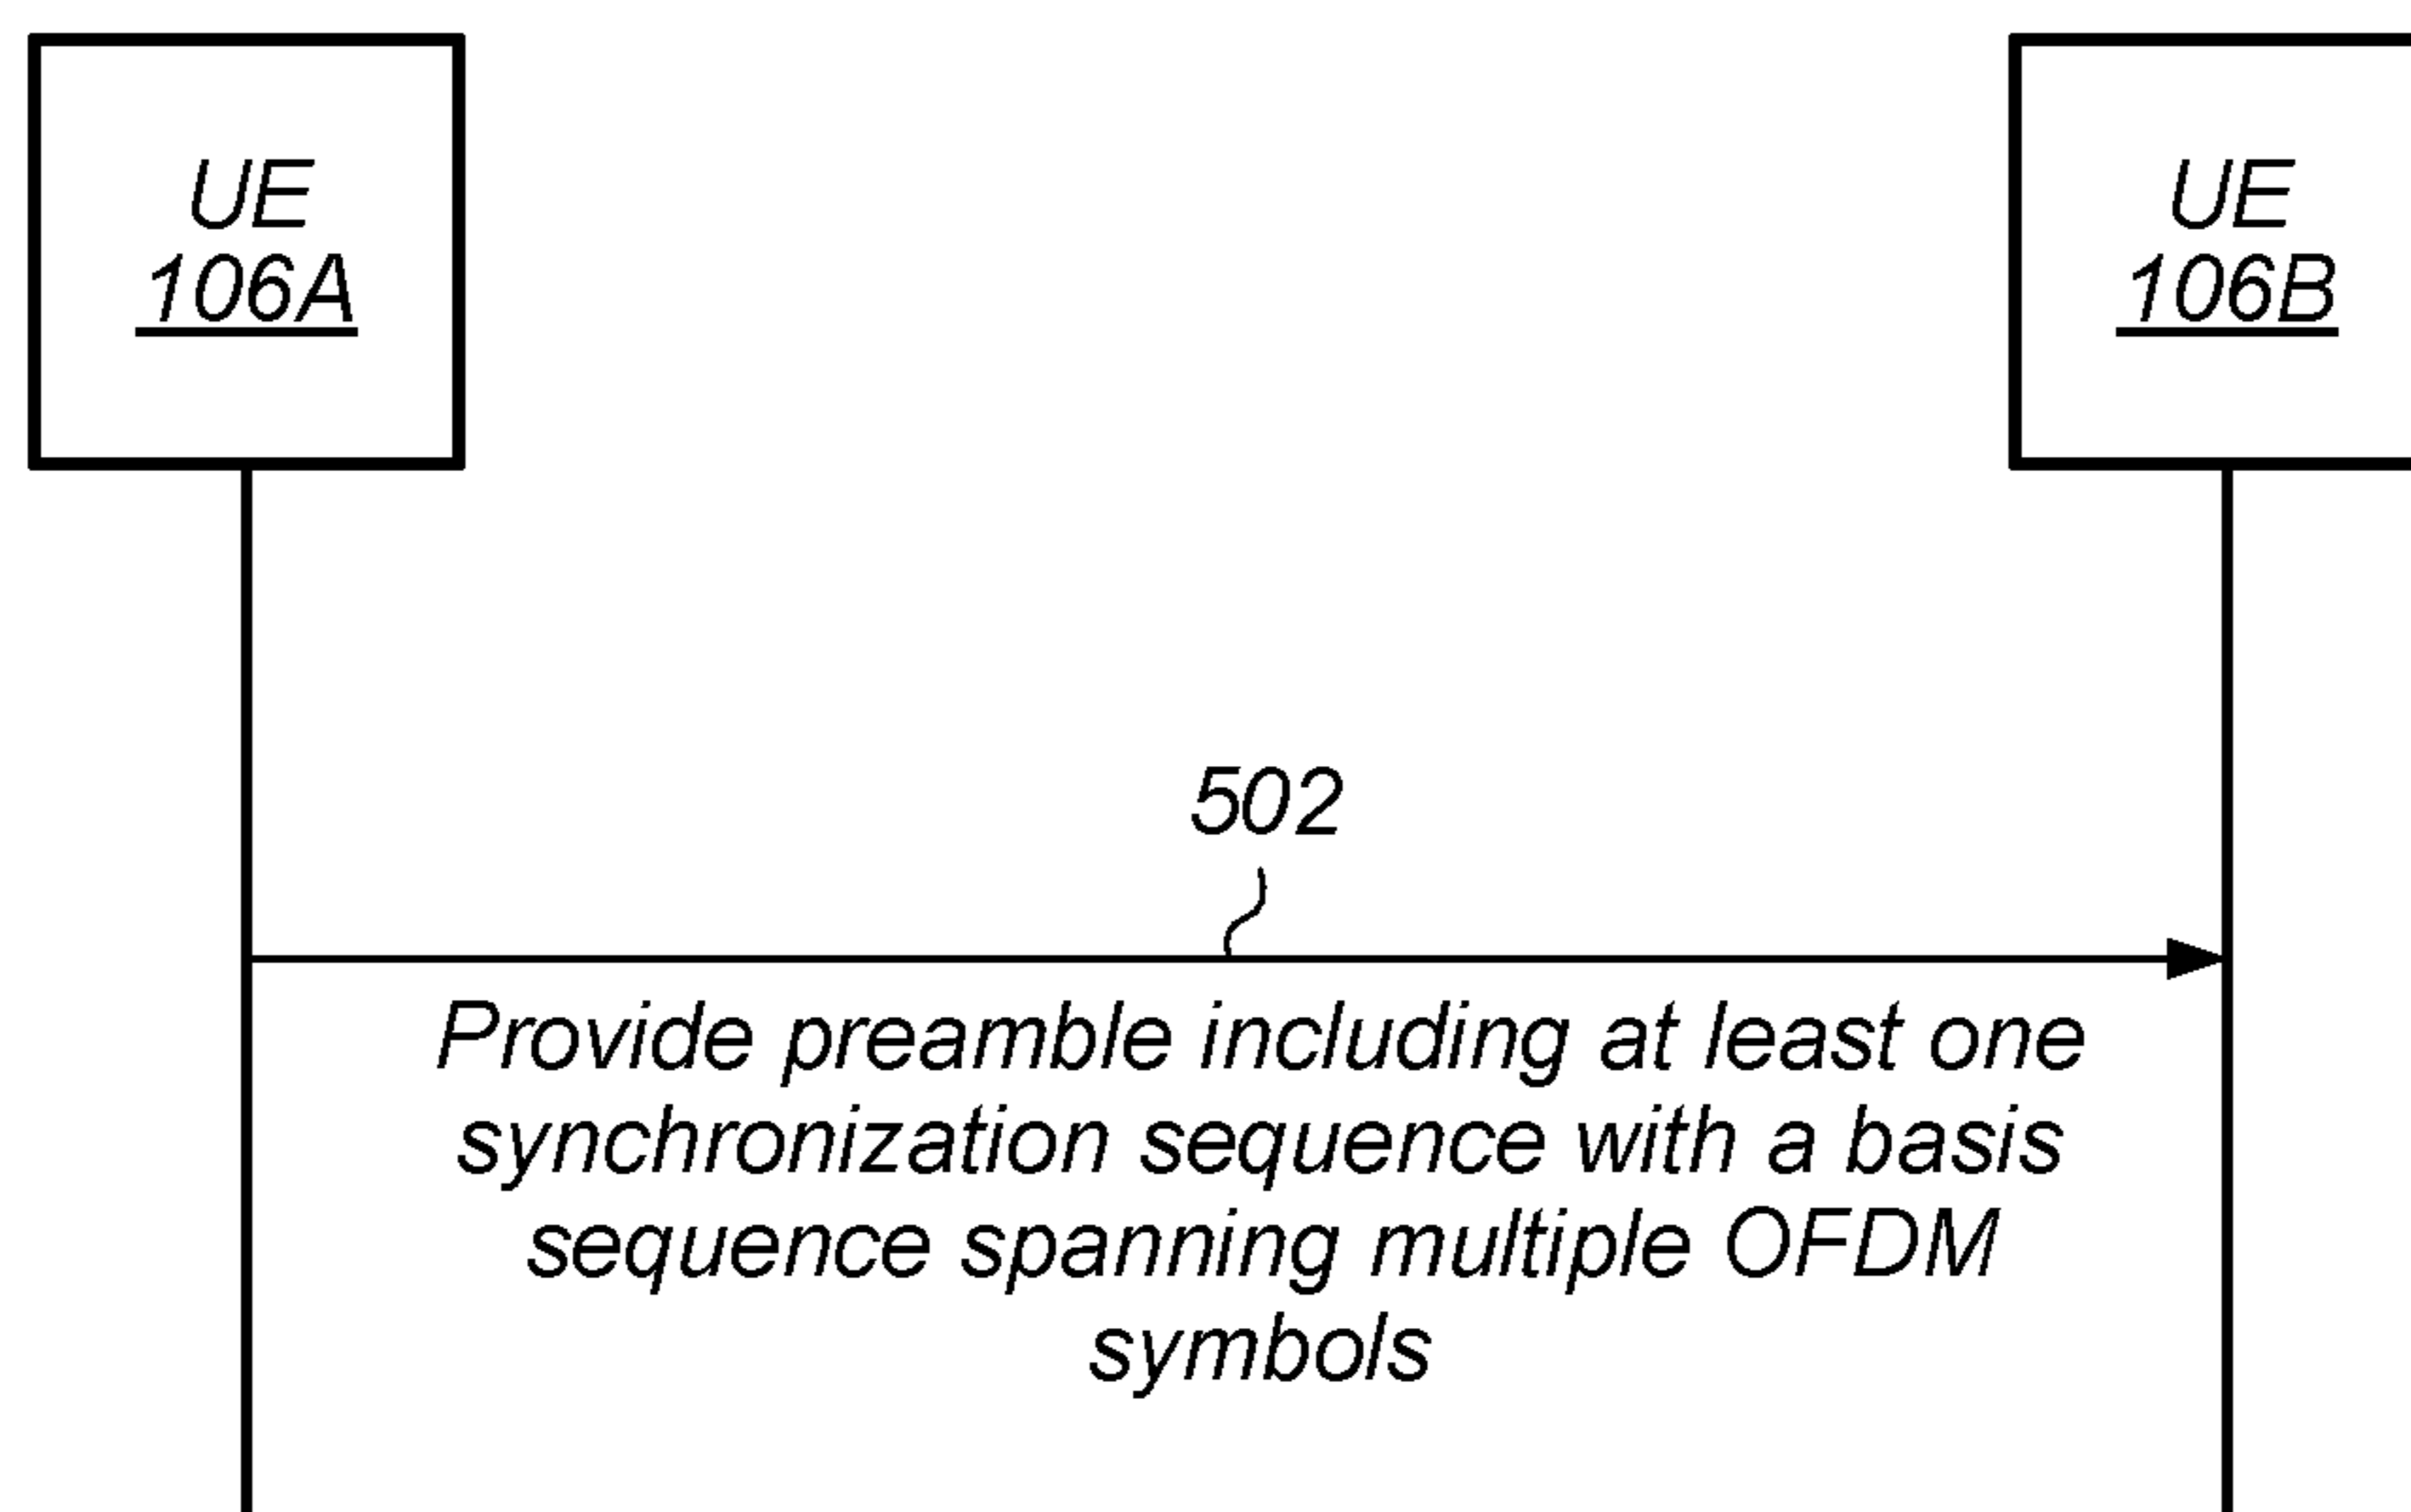 UE
106A
UE
106B
502
Provide preamble including at least one
synchronization sequence with a basis
sequence spanning multiple OFDM
symbols